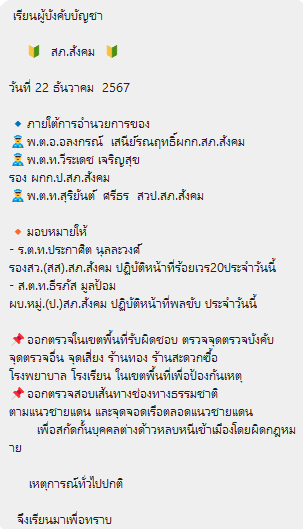 เรียนผู้บังคับบัญชา
🔰 สภ.สังคม 🔰
วันที่ 22 ธันวาคม 2567
🔹ภายใต้การอำนวยการของ
👮พ.ต.อ.อลงกรณ์ เสนีย์รณฤทธิ์ผกก.สภ.สังคม
👮พ.ต.ท.วีระเดช เจริญสุข
รอง ผกก.ป.สภ.สังคม
👮พ.ต.ท.สุริยันต์ ศรีธร สวป.สภ.สังคม
🔸มอบหมายให้
- ร.ต.ท.ประกาศิต นุลละวงศ์
รองสว.(สส).สภ.สังคม ปฏิบัติหน้าที่ร้อยเวร20ประจำวันนี้
- ส.ต.ท.ธีรภัส มูลป้อม
ผบ.หมู่.(ป.)สภ.สังคม ปฏิบัติหน้าที่พลขับ ประจำวันนี้
📌ออกตรวจในเขตพื้นที่รับผิดชอบ ตรวจจุดตรวจบังคับ
จุดตรวจอื่น จุดเสี่ยง ร้านทอง ร้านสะดวกซื้อ
โรงพยาบาล โรงเรียน ในเขตพื้นที่เพื่อป้องกันเหตุ
📌ออกตรวจสอบเส้นทางช่องทางธรรมชาติ
ตามแนวชายแดน และจุดจอดเรือตลอดแนวชายแดน
เพื่อสกัดกั้นบุคคลต่างด้าวหลบหนีเข้าเมืองโดยผิดกฎหม
าย
เหตุการณ์ทั่วไปปกติ
จึงเรียนมาเพื่อทราบ